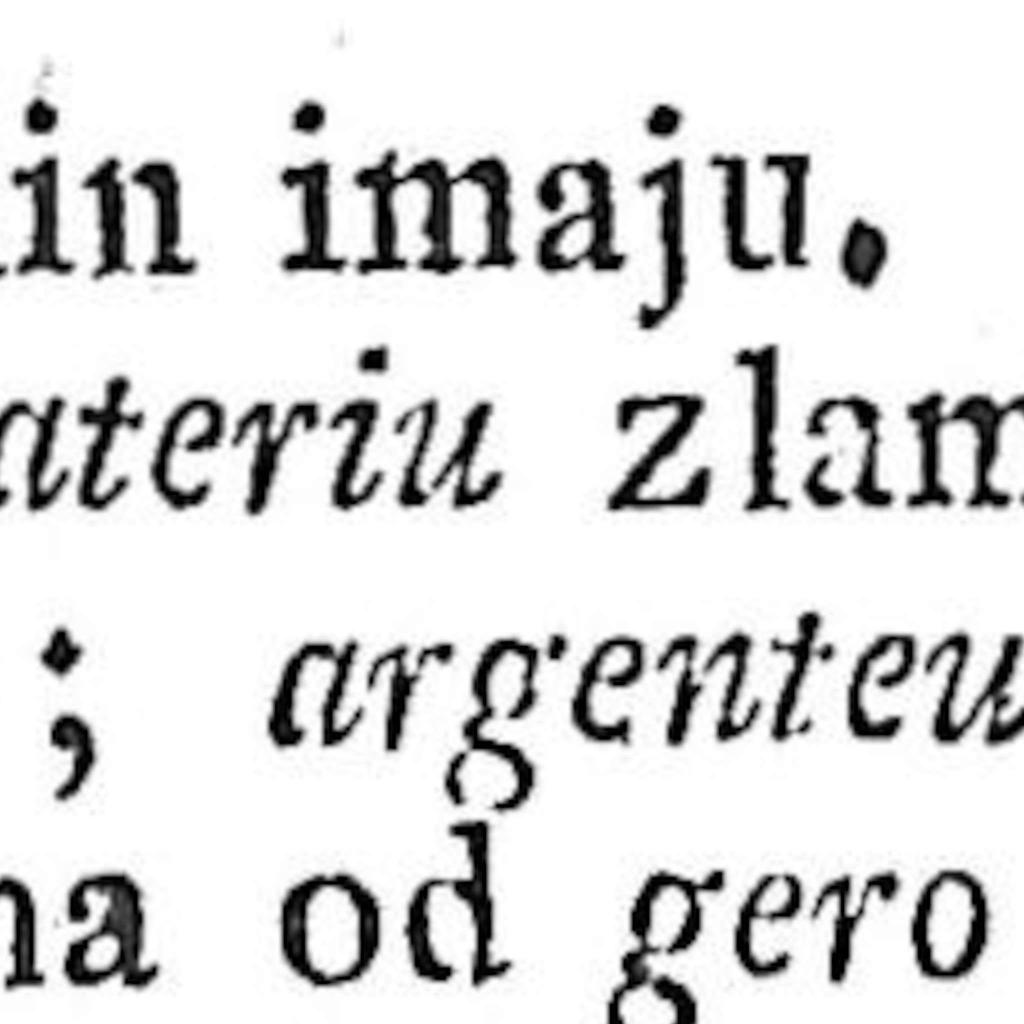 in imaju.
ateriu zlam
; argenteu
na od gero